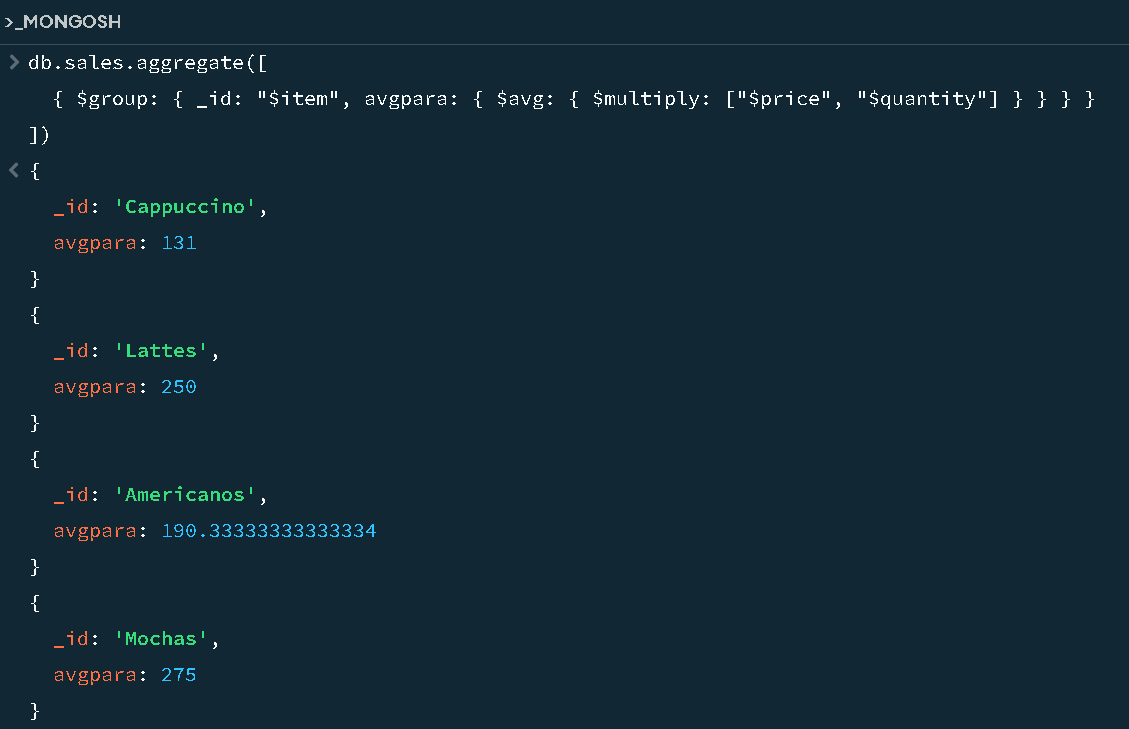 >_MONGOSH
> db.sales.aggregate([
{ $group: { _id: "$item", avgpara: { $avg: { $multiply: ["$price", "$quantity"] } } } }
])
< {
_id: 'Cappuccino',
avgpara: 131
}
{
_id: 'Lattes',
avgpara: 250
}
{
_id: 'Americanos',
avgpara: 190.33333333333334
}
{
_id: 'Mochas',
avgpara: 275
}